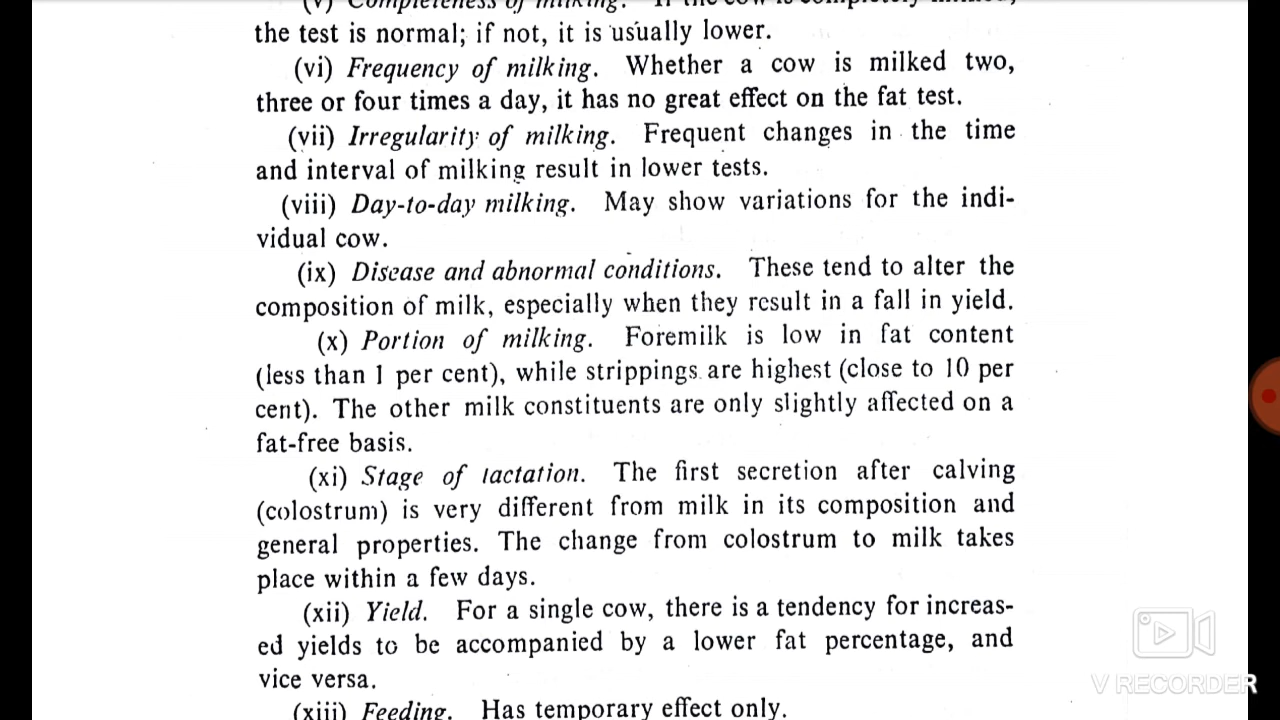 (v) Completeness of milking. If the cow is completely milked,
the test is normal; if not, it is usually lower.
(vi) Frequency of milking. Whether a cow is milked two,
three or four times a day, it has no great effect on the fat test.
(vii) Irregularity of milking. Frequent changes in the time
and interval of milking result in lower tests.
(viii) Day-to-day milking. May show variations for the indi-
vidual cow.
(ix) Disease and abnormal conditions. These tend to alter the
composition of milk, especially when they result in a fall in yield.
(x) Portion of milking. Foremilk is low in fat content
(less than 1 per cent), while strippings are highest (close to 10 per
cent). The other milk constituents are only slightly affected on a
fat-free basis.
(xi) Stage of lactation. The first secretion after calving
(colostrum) is very different from milk in its composition and
general properties. The change from colostrum to milk takes
place within a few days.
(xii) Yield. For a single cow, there is a tendency for increas-
ed yields to be accompanied by a lower fat percentage, and
vice versa.
(xiii) Feeding. Has temporary effect only.
V RECORDER